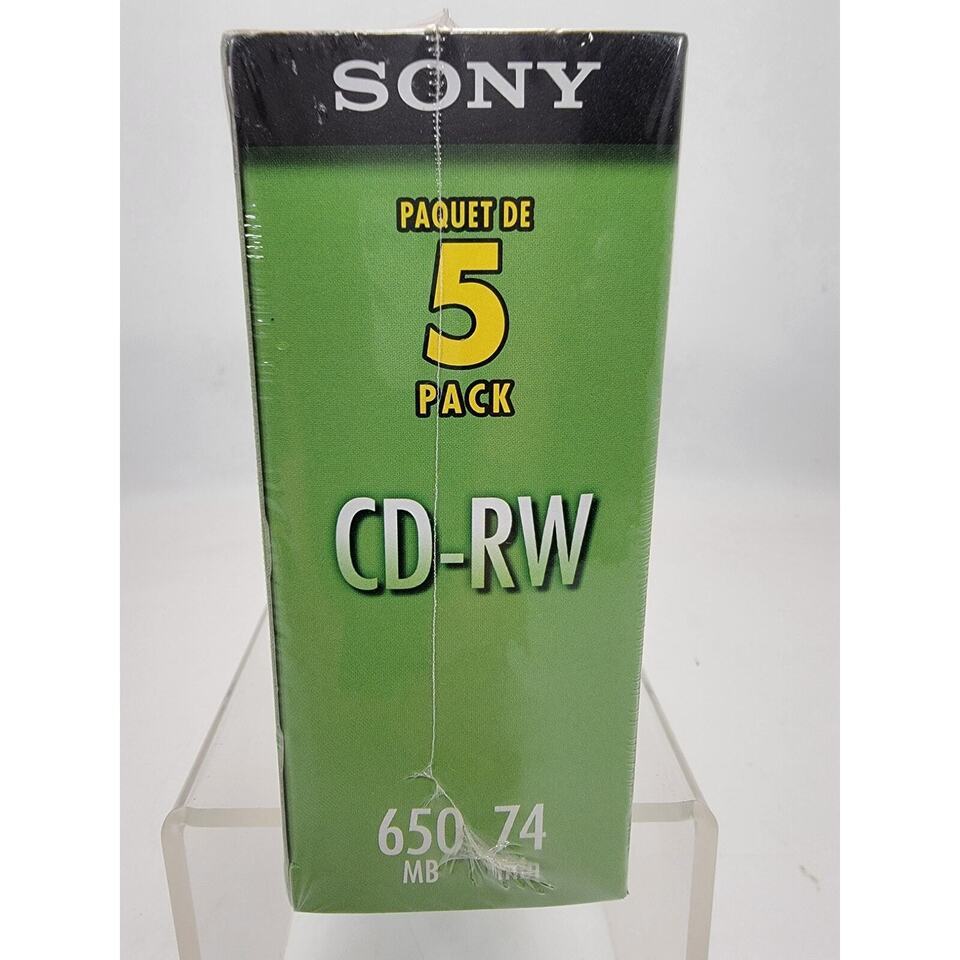 SONY
PAQUET DE
5
PACK
CD-RW
650 74
MB